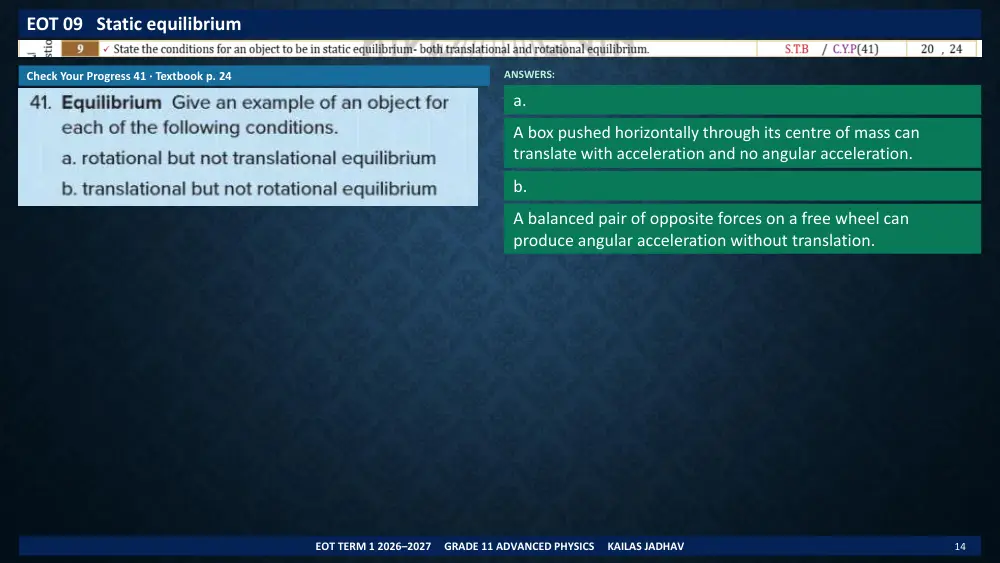 EOT 09 Static equilibrium
9 ✓ State the conditions for an object to be in static equilibrium- both translational and rotational equilibrium. S.T.B / C.Y.P(41) 20 , 24
Check Your Progress 41 · Textbook p. 24
41. Equilibrium Give an example of an object for
each of the following conditions.
a. rotational but not translational equilibrium
b. translational but not rotational equilibrium
ANSWERS:
a.
A box pushed horizontally through its centre of mass can
translate with acceleration and no angular acceleration.
b.
A balanced pair of opposite forces on a free wheel can
produce angular acceleration without translation.
EOT TERM 1 2026–2027 GRADE 11 ADVANCED PHYSICS KAILAS JADHAV 14